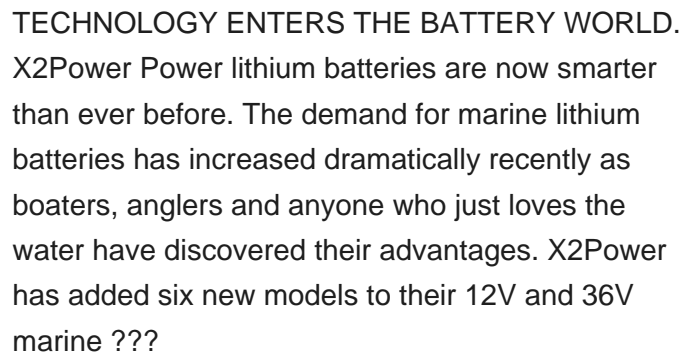 TECHNOLOGY ENTERS THE BATTERY WORLD.
X2Power Power lithium batteries are now smarter
than ever before. The demand for marine lithium
batteries has increased dramatically recently as
boaters, anglers and anyone who just loves the
water have discovered their advantages. X2Power
has added six new models to their 12V and 36V
marine ???